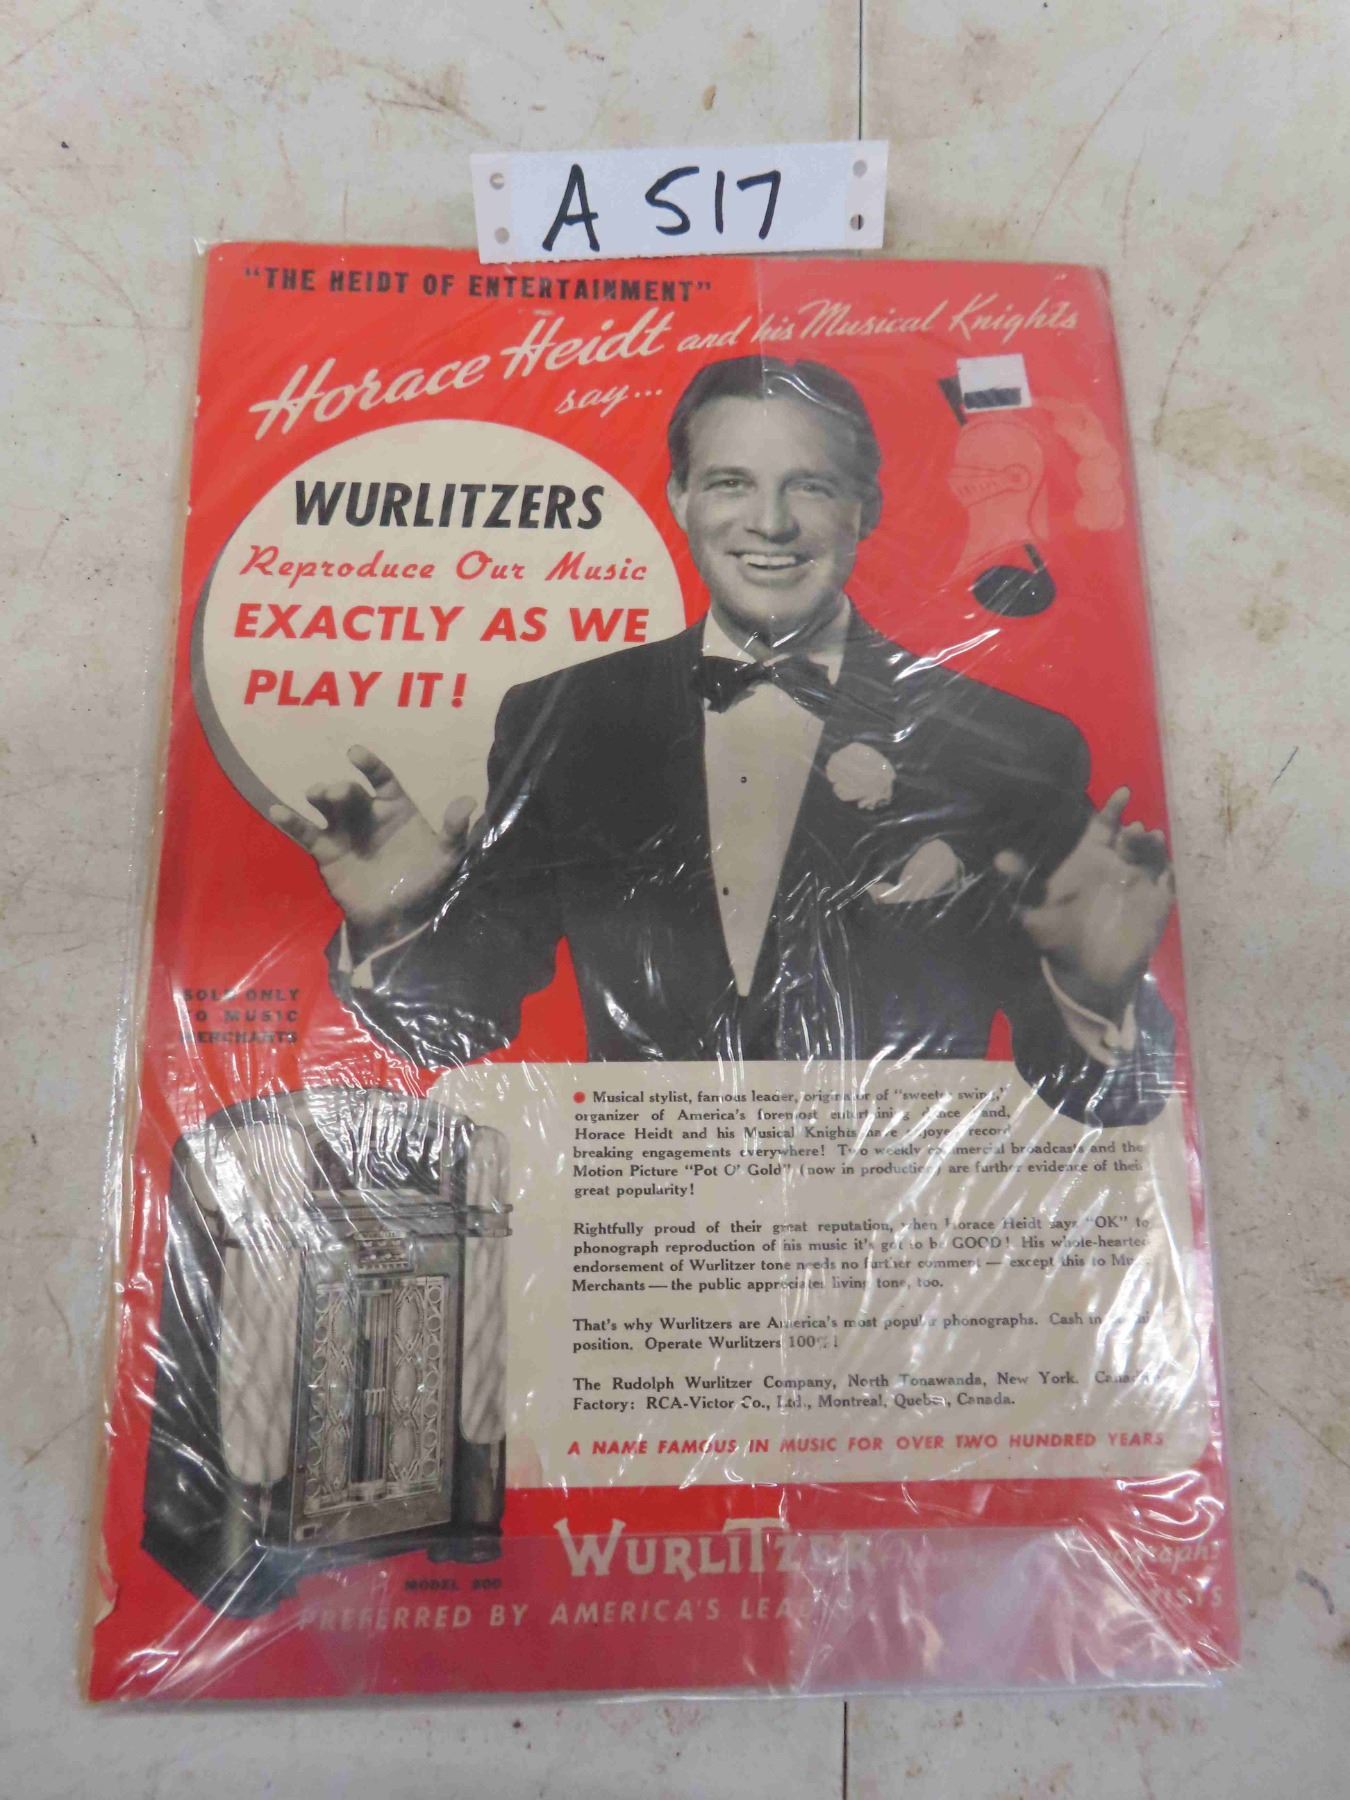 A 517
"THE HEIDT OF ENTERTAINMENT"
Horace Heidt and his Musical Knights
say...
WURLITZERS
Reproduce Our Music
EXACTLY AS WE
PLAY IT!
SOLD ONLY
TO MUSIC
MERCHANTS
• Musical stylist, famous leader, originator of "sweeter swing,"
organizer of America's foremost entertaining dance band,
Horace Heidt and his Musical Knights have enjoyed record
breaking engagements everywhere! Two weekly commercial broadcasts and the
Motion Picture "Pot O' Gold" (now in production) are further evidence of their
great popularity!
Rightfully proud of their great reputation, when Horace Heidt says "OK" to
phonograph reproduction of his music it's got to be GOOD! His whole-hearted
endorsement of Wurlitzer tone needs no further comment — except this to
Merchants — the public appreciates living tone, too.
That's why Wurlitzers are America's most popular phonographs. Cash in
position. Operate Wurlitzers 100%!
The Rudolph Wurlitzer Company, North Tonawanda, New York. Canadian
Factory: RCA-Victor Co., Ltd., Montreal, Quebec, Canada.
A NAME FAMOUS IN MUSIC FOR OVER TWO HUNDRED YEARS
WURLITZER
MODEL 800
PREFERRED BY AMERICA'S